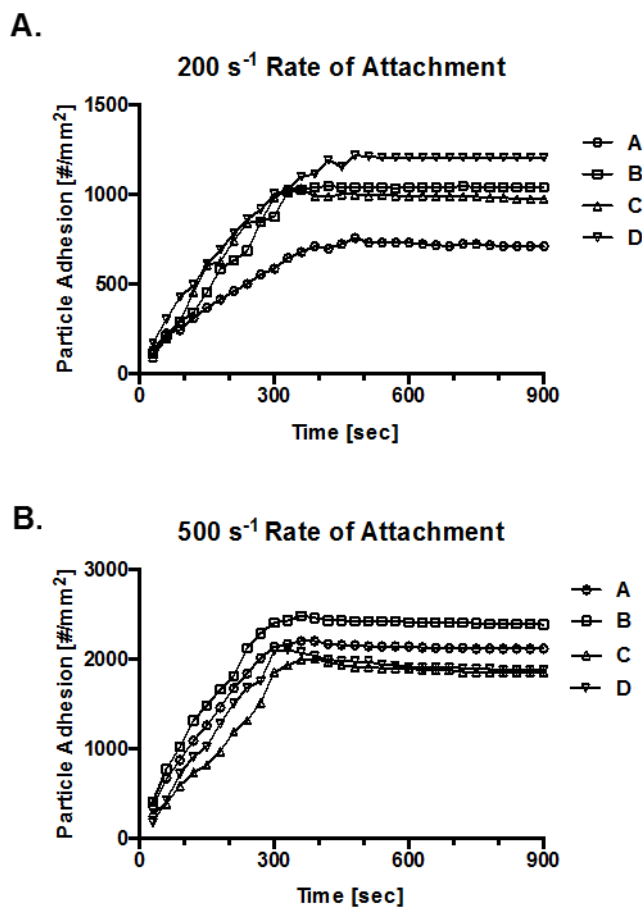 A.
200 s⁻¹ Rate of Attachment
Particle Adhesion [#/mm²]
1500
1000
500
0
0 300 600 900
Time [sec]
A
B
C
D
B.
500 s⁻¹ Rate of Attachment
Particle Adhesion [#/mm²]
3000
2000
1000
0
0 300 600 900
Time [sec]
A
B
C
D